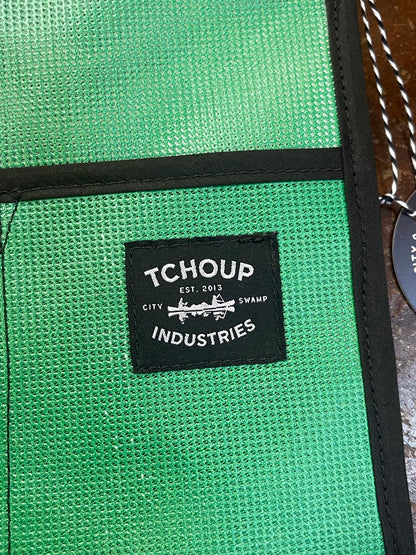 TCHOUP
EST. 2013
CITY SWAMP
INDUSTRIES